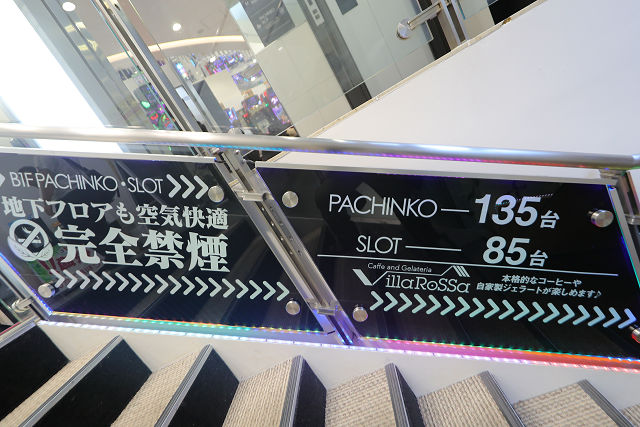 B1F PACHINKO・SLOT
地下フロアも空気快適
完全禁煙
PACHINKO — 135台
SLOT — 85台
Caffe and Gelateria
VillaRoSSa
本格的なコーヒーや
自家製ジェラートが楽しめます♪